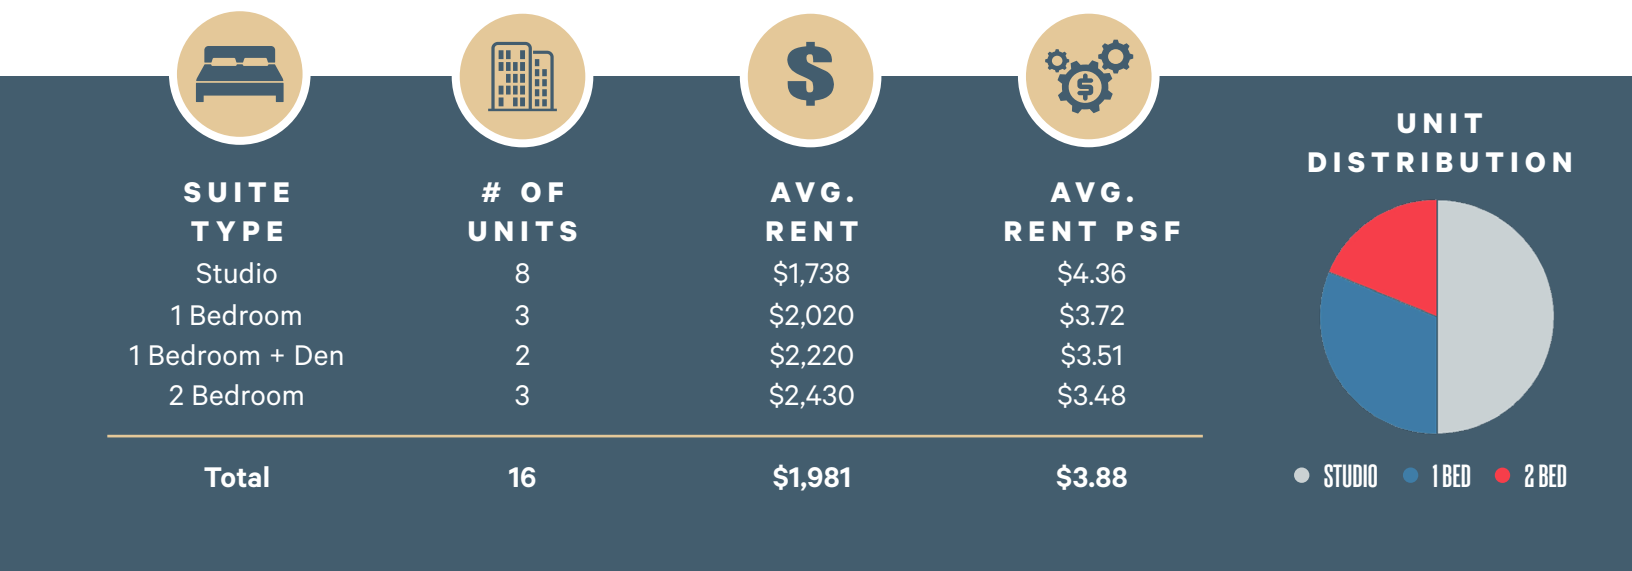 SUITE
TYPE
# OF
UNITS
AVG.
RENT
AVG.
RENT PSF
Studio 8 $1,738 $4.36
1 Bedroom 3 $2,020 $3.72
1 Bedroom + Den 2 $2,220 $3.51
2 Bedroom 3 $2,430 $3.48
Total 16 $1,981 $3.88
UNIT
DISTRIBUTION
STUDIO 1 BED 2 BED